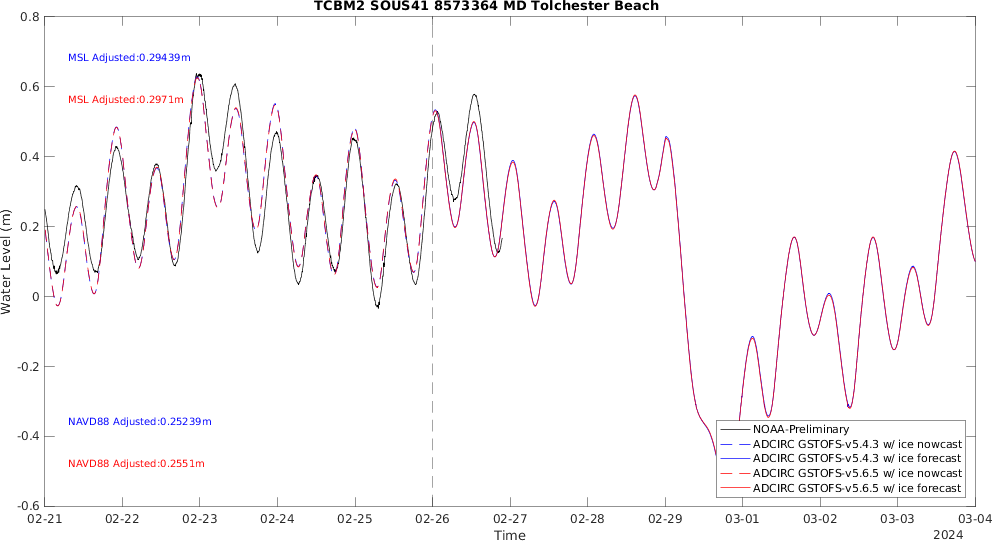 TCBM2 SOUS41 8573364 MD Tolchester Beach
0.8
0.6
0.4
0.2
0
-0.2
-0.4
-0.6
Water Level (m)
MSL Adjusted:0.29439m
MSL Adjusted:0.2971m
NAVD88 Adjusted:0.25239m
NAVD88 Adjusted:0.2551m
NOAA-Preliminary
ADCIRC GSTOFS-v5.4.3 w/ ice nowcast
ADCIRC GSTOFS-v5.4.3 w/ ice forecast
ADCIRC GSTOFS-v5.6.5 w/ ice nowcast
ADCIRC GSTOFS-v5.6.5 w/ ice forecast
02-21 02-22 02-23 02-24 02-25 02-26 02-27 02-28 02-29 03-01 03-02 03-03 03-04
Time
2024